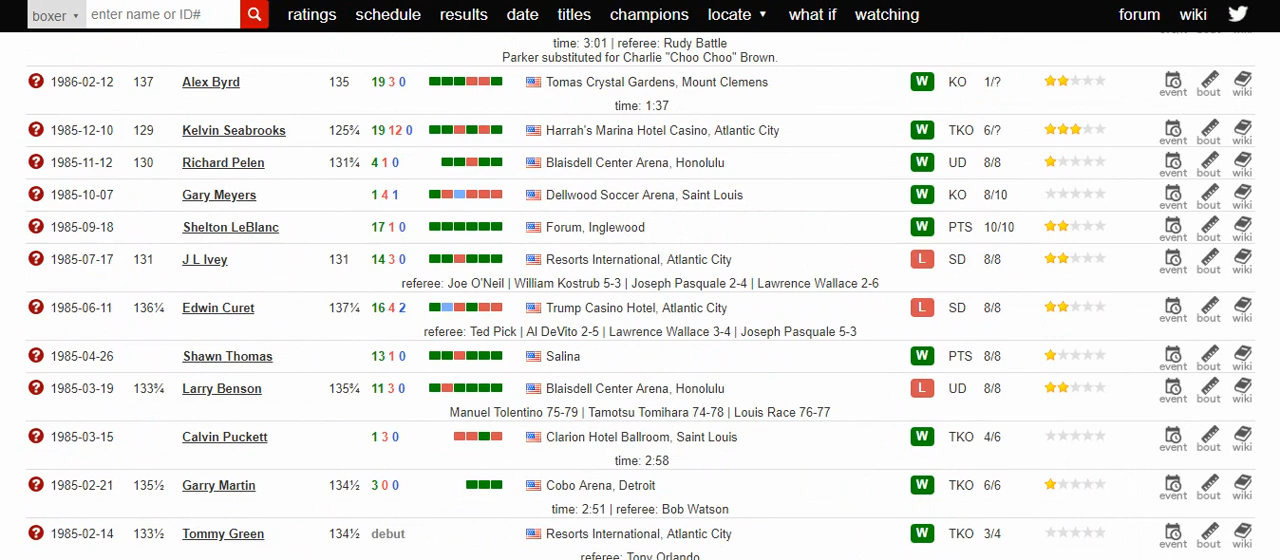 boxer enter name or ID# ratings schedule results date titles champions locate what if watching forum wiki
time: 3:01 | referee: Rudy Battle
Parker substituted for Charlie "Choo Choo" Brown.
? 1986-02-12 137 Alex Byrd 135 19 3 0 Tomas Crystal Gardens, Mount Clemens W KO 1/? event bout wiki
time: 1:37
? 1985-12-10 129 Kelvin Seabrooks 125¾ 19 12 0 Harrah's Marina Hotel Casino, Atlantic City W TKO 6/? event bout wiki
? 1985-11-12 130 Richard Pelen 131¼ 4 1 0 Blaisdell Center Arena, Honolulu W UD 8/8 event bout wiki
? 1985-10-07 Gary Meyers 1 4 1 Dellwood Soccer Arena, Saint Louis W KO 8/10 event bout wiki
? 1985-09-18 Shelton LeBlanc 17 1 0 Forum, Inglewood W PTS 10/10 event bout wiki
? 1985-07-17 131 J L Ivey 131 14 3 0 Resorts International, Atlantic City L SD 8/8 event bout wiki
referee: Joe O'Neil | William Kostrub 5-3 | Joseph Pasquale 2-4 | Lawrence Wallace 2-6
? 1985-06-11 136¼ Edwin Curet 137¼ 16 4 2 Trump Casino Hotel, Atlantic City L SD 8/8 event bout wiki
referee: Ted Pick | Al DeVito 2-5 | Lawrence Wallace 3-4 | Joseph Pasquale 5-3
? 1985-04-26 Shawn Thomas 13 1 0 Salina W PTS 8/8 event bout wiki
? 1985-03-19 133¾ Larry Benson 135¾ 11 3 0 Blaisdell Center Arena, Honolulu L UD 8/8 event bout wiki
Manuel Tolentino 75-79 | Tamotsu Tomihara 74-78 | Louis Race 76-77
? 1985-03-15 Calvin Puckett 1 3 0 Clarion Hotel Ballroom, Saint Louis W TKO 4/6 event bout wiki
time: 2:58
? 1985-02-21 135½ Garry Martin 134½ 3 0 0 Cobo Arena, Detroit W TKO 6/6 event bout wiki
time: 2:51 | referee: Bob Watson
? 1985-02-14 133½ Tommy Green 134½ debut Resorts International, Atlantic City W TKO 3/4 event bout wiki
referee: Tony Orlando